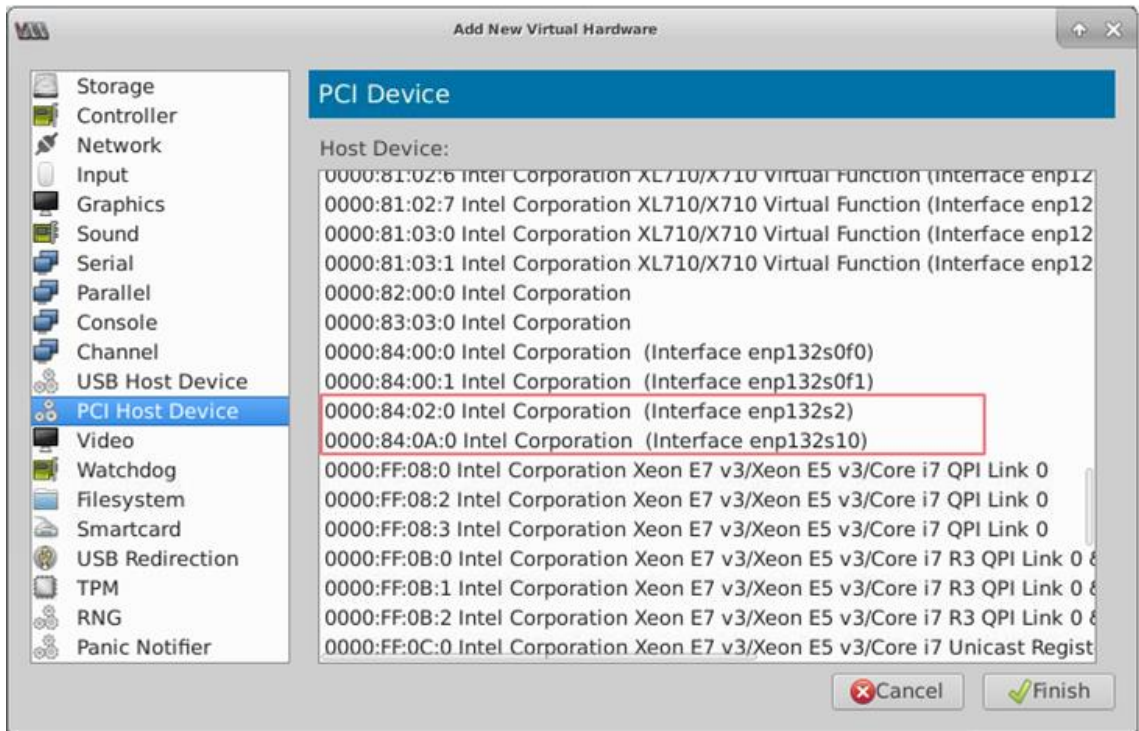 Add New Virtual Hardware
Storage
Controller
Network
Input
Graphics
Sound
Serial
Parallel
Console
Channel
USB Host Device
PCI Host Device
Video
Watchdog
Filesystem
Smartcard
USB Redirection
TPM
RNG
Panic Notifier
PCI Device
Host Device:
0000:81:02:6 Intel Corporation XL710/X710 Virtual Function (Interface enp12
0000:81:02:7 Intel Corporation XL710/X710 Virtual Function (Interface enp12
0000:81:03:0 Intel Corporation XL710/X710 Virtual Function (Interface enp12
0000:81:03:1 Intel Corporation XL710/X710 Virtual Function (Interface enp12
0000:82:00:0 Intel Corporation
0000:83:03:0 Intel Corporation
0000:84:00:0 Intel Corporation (Interface enp132s0f0)
0000:84:00:1 Intel Corporation (Interface enp132s0f1)
0000:84:02:0 Intel Corporation (Interface enp132s2)
0000:84:0A:0 Intel Corporation (Interface enp132s10)
0000:FF:08:0 Intel Corporation Xeon E7 v3/Xeon E5 v3/Core i7 QPI Link 0
0000:FF:08:2 Intel Corporation Xeon E7 v3/Xeon E5 v3/Core i7 QPI Link 0
0000:FF:08:3 Intel Corporation Xeon E7 v3/Xeon E5 v3/Core i7 QPI Link 0
0000:FF:0B:0 Intel Corporation Xeon E7 v3/Xeon E5 v3/Core i7 R3 QPI Link 0 &
0000:FF:0B:1 Intel Corporation Xeon E7 v3/Xeon E5 v3/Core i7 R3 QPI Link 0 &
0000:FF:0B:2 Intel Corporation Xeon E7 v3/Xeon E5 v3/Core i7 R3 QPI Link 0 &
0000:FF:0C:0 Intel Corporation Xeon E7 v3/Xeon E5 v3/Core i7 Unicast Regist
Cancel
Finish